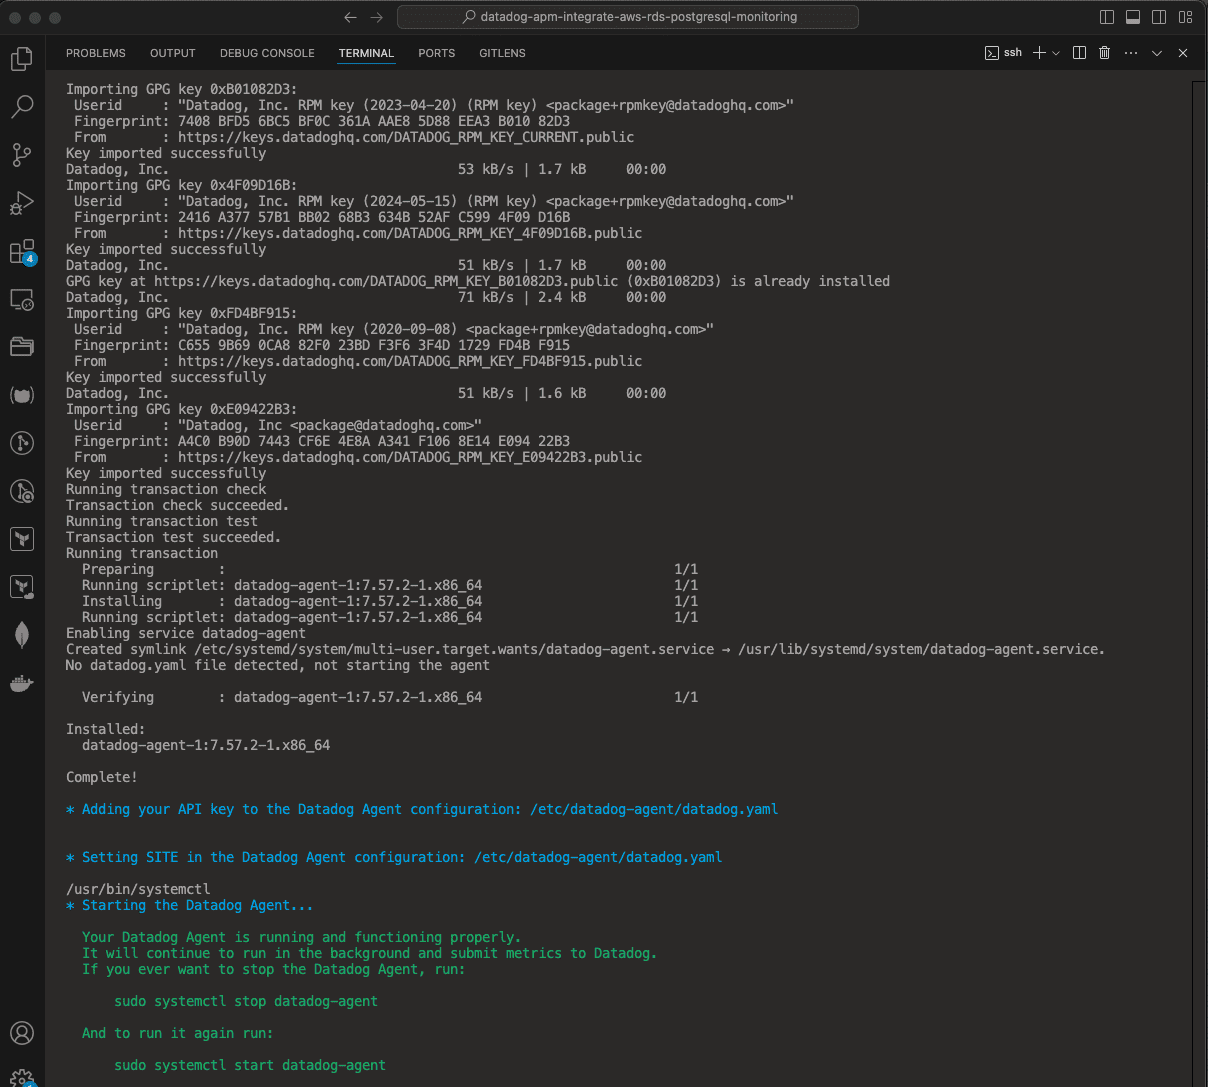 datadog-apm-integrate-aws-rds-postgresql-monitoring
PROBLEMS OUTPUT DEBUG CONSOLE TERMINAL PORTS GITLENS ssh
Importing GPG key 0xB01082D3:
Userid     : "Datadog, Inc. RPM key (2023-04-20) (RPM key) <package+rpmkey@datadoghq.com>"
Fingerprint: 7408 BFD5 6BC5 BF0C 361A AAE8 5D88 EEA3 B010 82D3
From       : https://keys.datadoghq.com/DATADOG_RPM_KEY_CURRENT.public
Key imported successfully
Datadog, Inc.                                    53 kB/s | 1.7 kB     00:00
Importing GPG key 0x4F09D16B:
Userid     : "Datadog, Inc. RPM key (2024-05-15) (RPM key) <package+rpmkey@datadoghq.com>"
Fingerprint: 2416 A377 57B1 BB02 68B3 634B 52AF C599 4F09 D16B
From       : https://keys.datadoghq.com/DATADOG_RPM_KEY_4F09D16B.public
Key imported successfully
Datadog, Inc.                                    51 kB/s | 1.7 kB     00:00
GPG key at https://keys.datadoghq.com/DATADOG_RPM_KEY_B01082D3.public (0xB01082D3) is already installed
Datadog, Inc.                                    71 kB/s | 2.4 kB     00:00
Importing GPG key 0xFD4BF915:
Userid     : "Datadog, Inc. RPM key (2020-09-08) <package+rpmkey@datadoghq.com>"
Fingerprint: C655 9B69 0CA8 82F0 23BD F3F6 3F4D 1729 FD4B F915
From       : https://keys.datadoghq.com/DATADOG_RPM_KEY_FD4BF915.public
Key imported successfully
Datadog, Inc.                                    51 kB/s | 1.6 kB     00:00
Importing GPG key 0xE09422B3:
Userid     : "Datadog, Inc <package@datadoghq.com>"
Fingerprint: A4C0 B90D 7443 CF6E 4E8A A341 F106 8E14 E094 22B3
From       : https://keys.datadoghq.com/DATADOG_RPM_KEY_E09422B3.public
Key imported successfully
Running transaction check
Transaction check succeeded.
Running transaction test
Transaction test succeeded.
Running transaction
Preparing        :                                                        1/1
Running scriptlet: datadog-agent-1:7.57.2-1.x86_64                        1/1
Installing       : datadog-agent-1:7.57.2-1.x86_64                        1/1
Running scriptlet: datadog-agent-1:7.57.2-1.x86_64                        1/1
Enabling service datadog-agent
Created symlink /etc/systemd/system/multi-user.target.wants/datadog-agent.service → /usr/lib/systemd/system/datadog-agent.service.
No datadog.yaml file detected, not starting the agent
Verifying        : datadog-agent-1:7.57.2-1.x86_64                        1/1
Installed:
datadog-agent-1:7.57.2-1.x86_64
Complete!
* Adding your API key to the Datadog Agent configuration: /etc/datadog-agent/datadog.yaml
* Setting SITE in the Datadog Agent configuration: /etc/datadog-agent/datadog.yaml
/usr/bin/systemctl
* Starting the Datadog Agent...
Your Datadog Agent is running and functioning properly.
It will continue to run in the background and submit metrics to Datadog.
If you ever want to stop the Datadog Agent, run:
sudo systemctl stop datadog-agent
And to run it again run:
sudo systemctl start datadog-agent
4